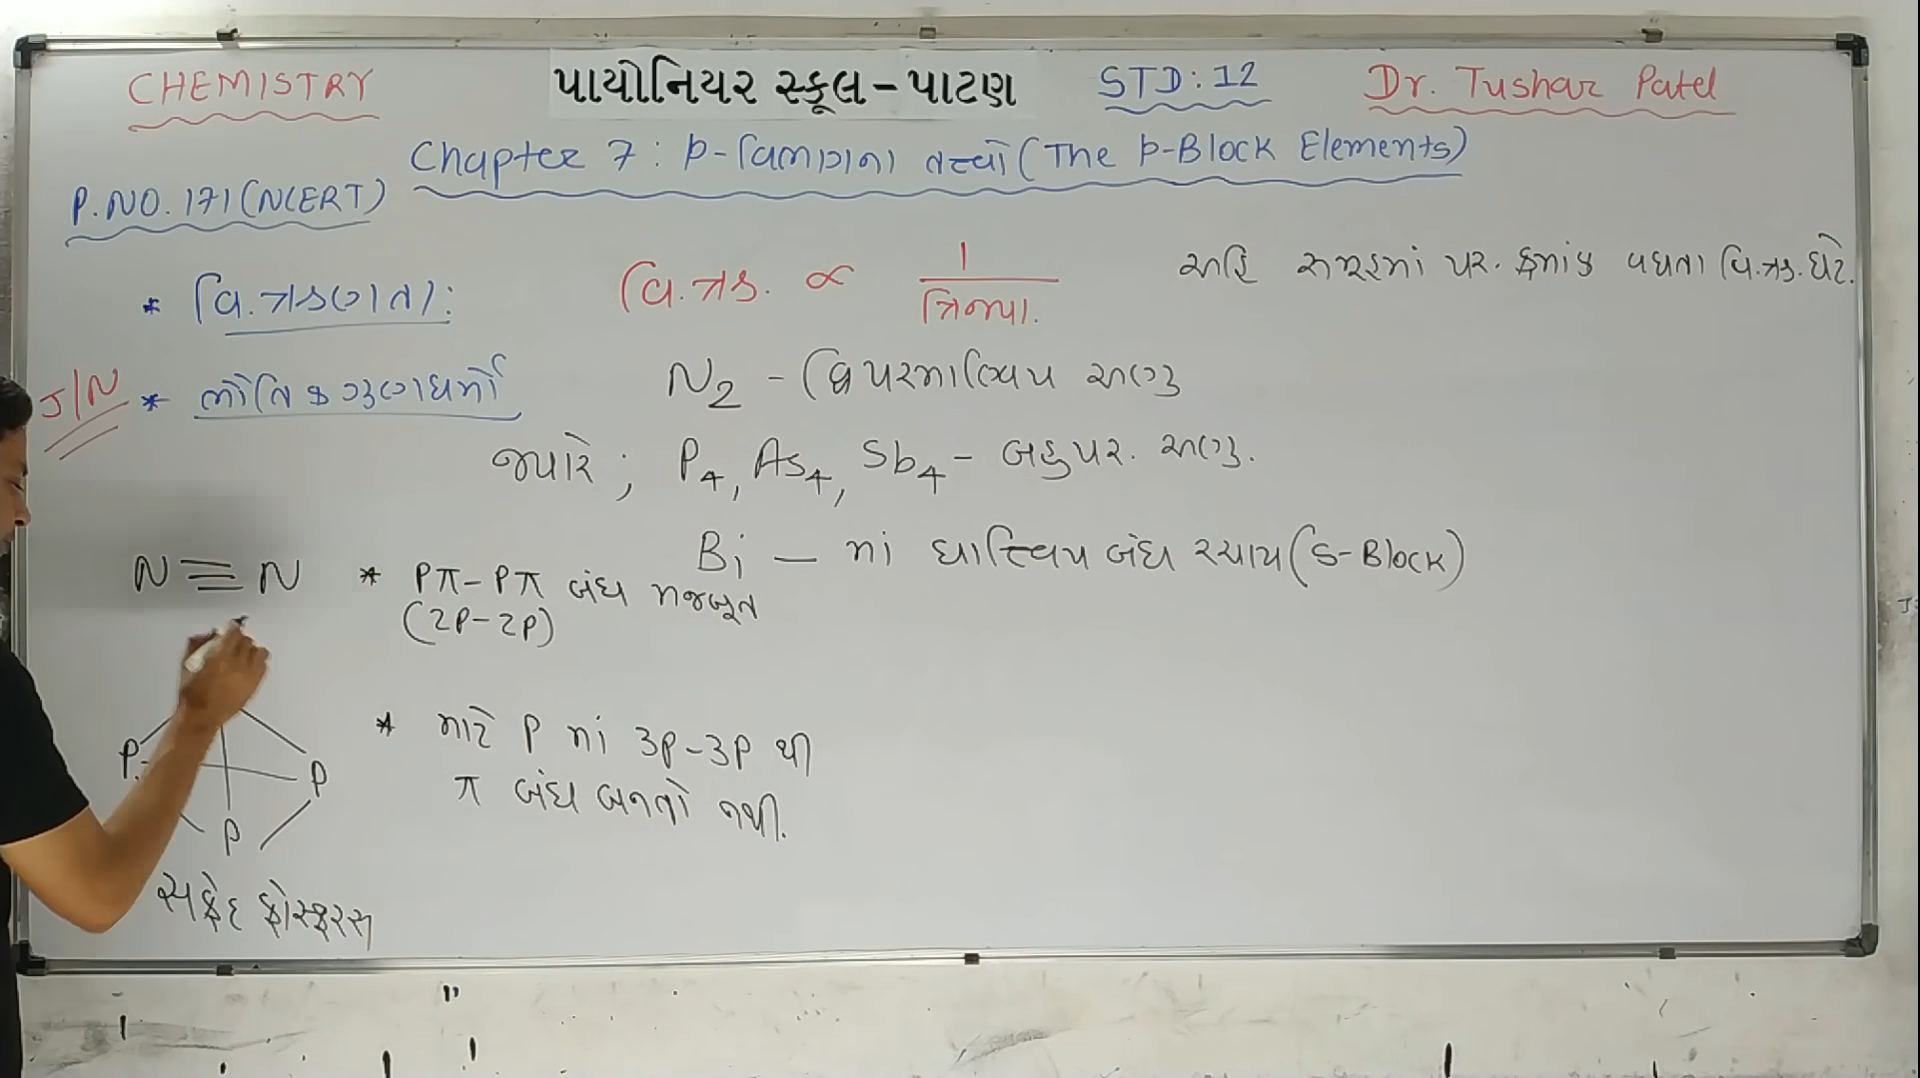 CHEMISTRY
પાયોનિયર સ્કૂલ – પાટણ
STD: 12
Dr. Tushar Patel
Chapter 7: p-વિભાગના તત્વો (The p-Block Elements)
P.NO. 171 (NCERT)
* વિ.ઋણતા:
વિ.ઋ. ∝ 1/ત્રિજ્યા.
અહિ સમૂહમાં પર. ક્રમાંક વધતા વિ.ઋ. ઘટે.
J/N
* ભૌતિક ગુણધર્મો
N2 - દ્વિપરમાણ્વિય અણુ
જ્યારે ; P4, As4, Sb4 - બહુપર. અણુ.
Bi — માં ધાત્વિય બંધ રચાય (S-Block)
N≡N
* Pπ-Pπ બંધ મજબૂત
(2P-2P)
P
P
P
* માટે P માં 3P-3P થી
π બંધ બનતો નથી.
સફેદ ફોસ્ફરસ